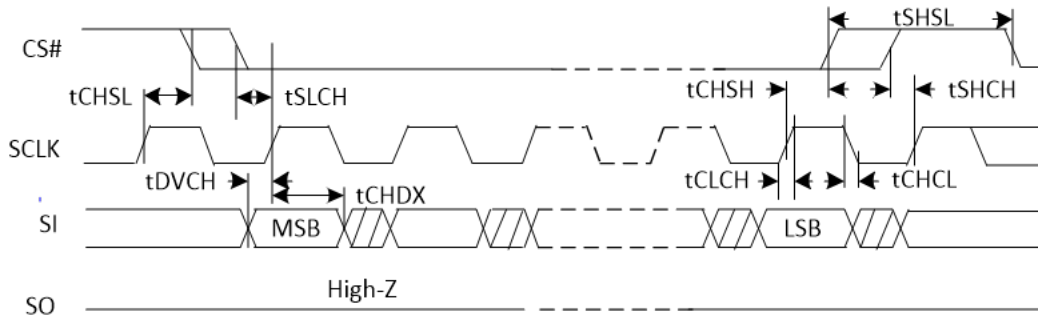 tSHSL
CS#
tCHSL
tSLCH
tCHSH
tSHCH
SCLK
tDVCH
tCHDX
tCLCH
tCHCL
SI
MSB
LSB
High-Z
SO